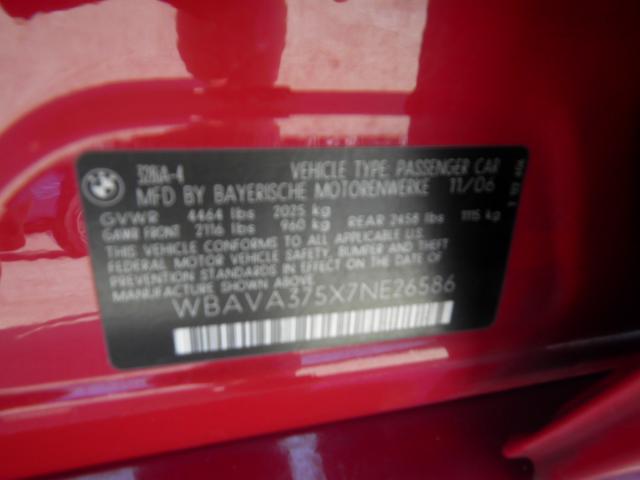 328iA-4 VEHICLE TYPE: PASSENGER CAR
MFD BY BAYERISCHE MOTORENWERKE 11/06
GVWR 4464 lbs 2025 kg
GAWR FRONT 2116 lbs 960 kg REAR 2458 lbs 1115 kg
THIS VEHICLE CONFORMS TO ALL APPLICABLE U.S.
FEDERAL MOTOR VEHICLE SAFETY, BUMPER AND THEFT
PREVENTION STANDARDS IN EFFECT ON THE DATE OF
MANUFACTURE SHOWN ABOVE.
WBAVA375X7NE26586